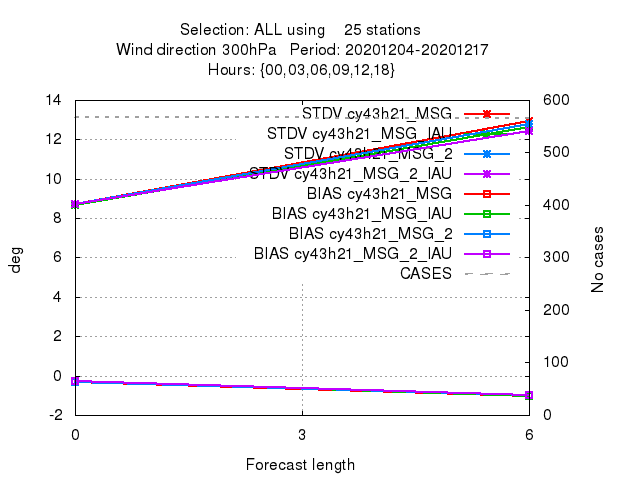 Selection: ALL using 25 stations
Wind direction 300hPa Period: 20201204-20201217
Hours: {00,03,06,09,12,18}
14 600
STDV cy43h21_MSG
STDV cy43h21_MSG_IAU
12 500
STDV cy43h21_MSG_2
STDV cy43h21_MSG_2_IAU
10
BIAS cy43h21_MSG
400
BIAS cy43h21_MSG_IAU
8
BIAS cy43h21_MSG_2
BIAS cy43h21_MSG_2_IAU
6 300
CASES
4
200
2
100
0
-2 0
deg
No cases
0 3 6
Forecast length